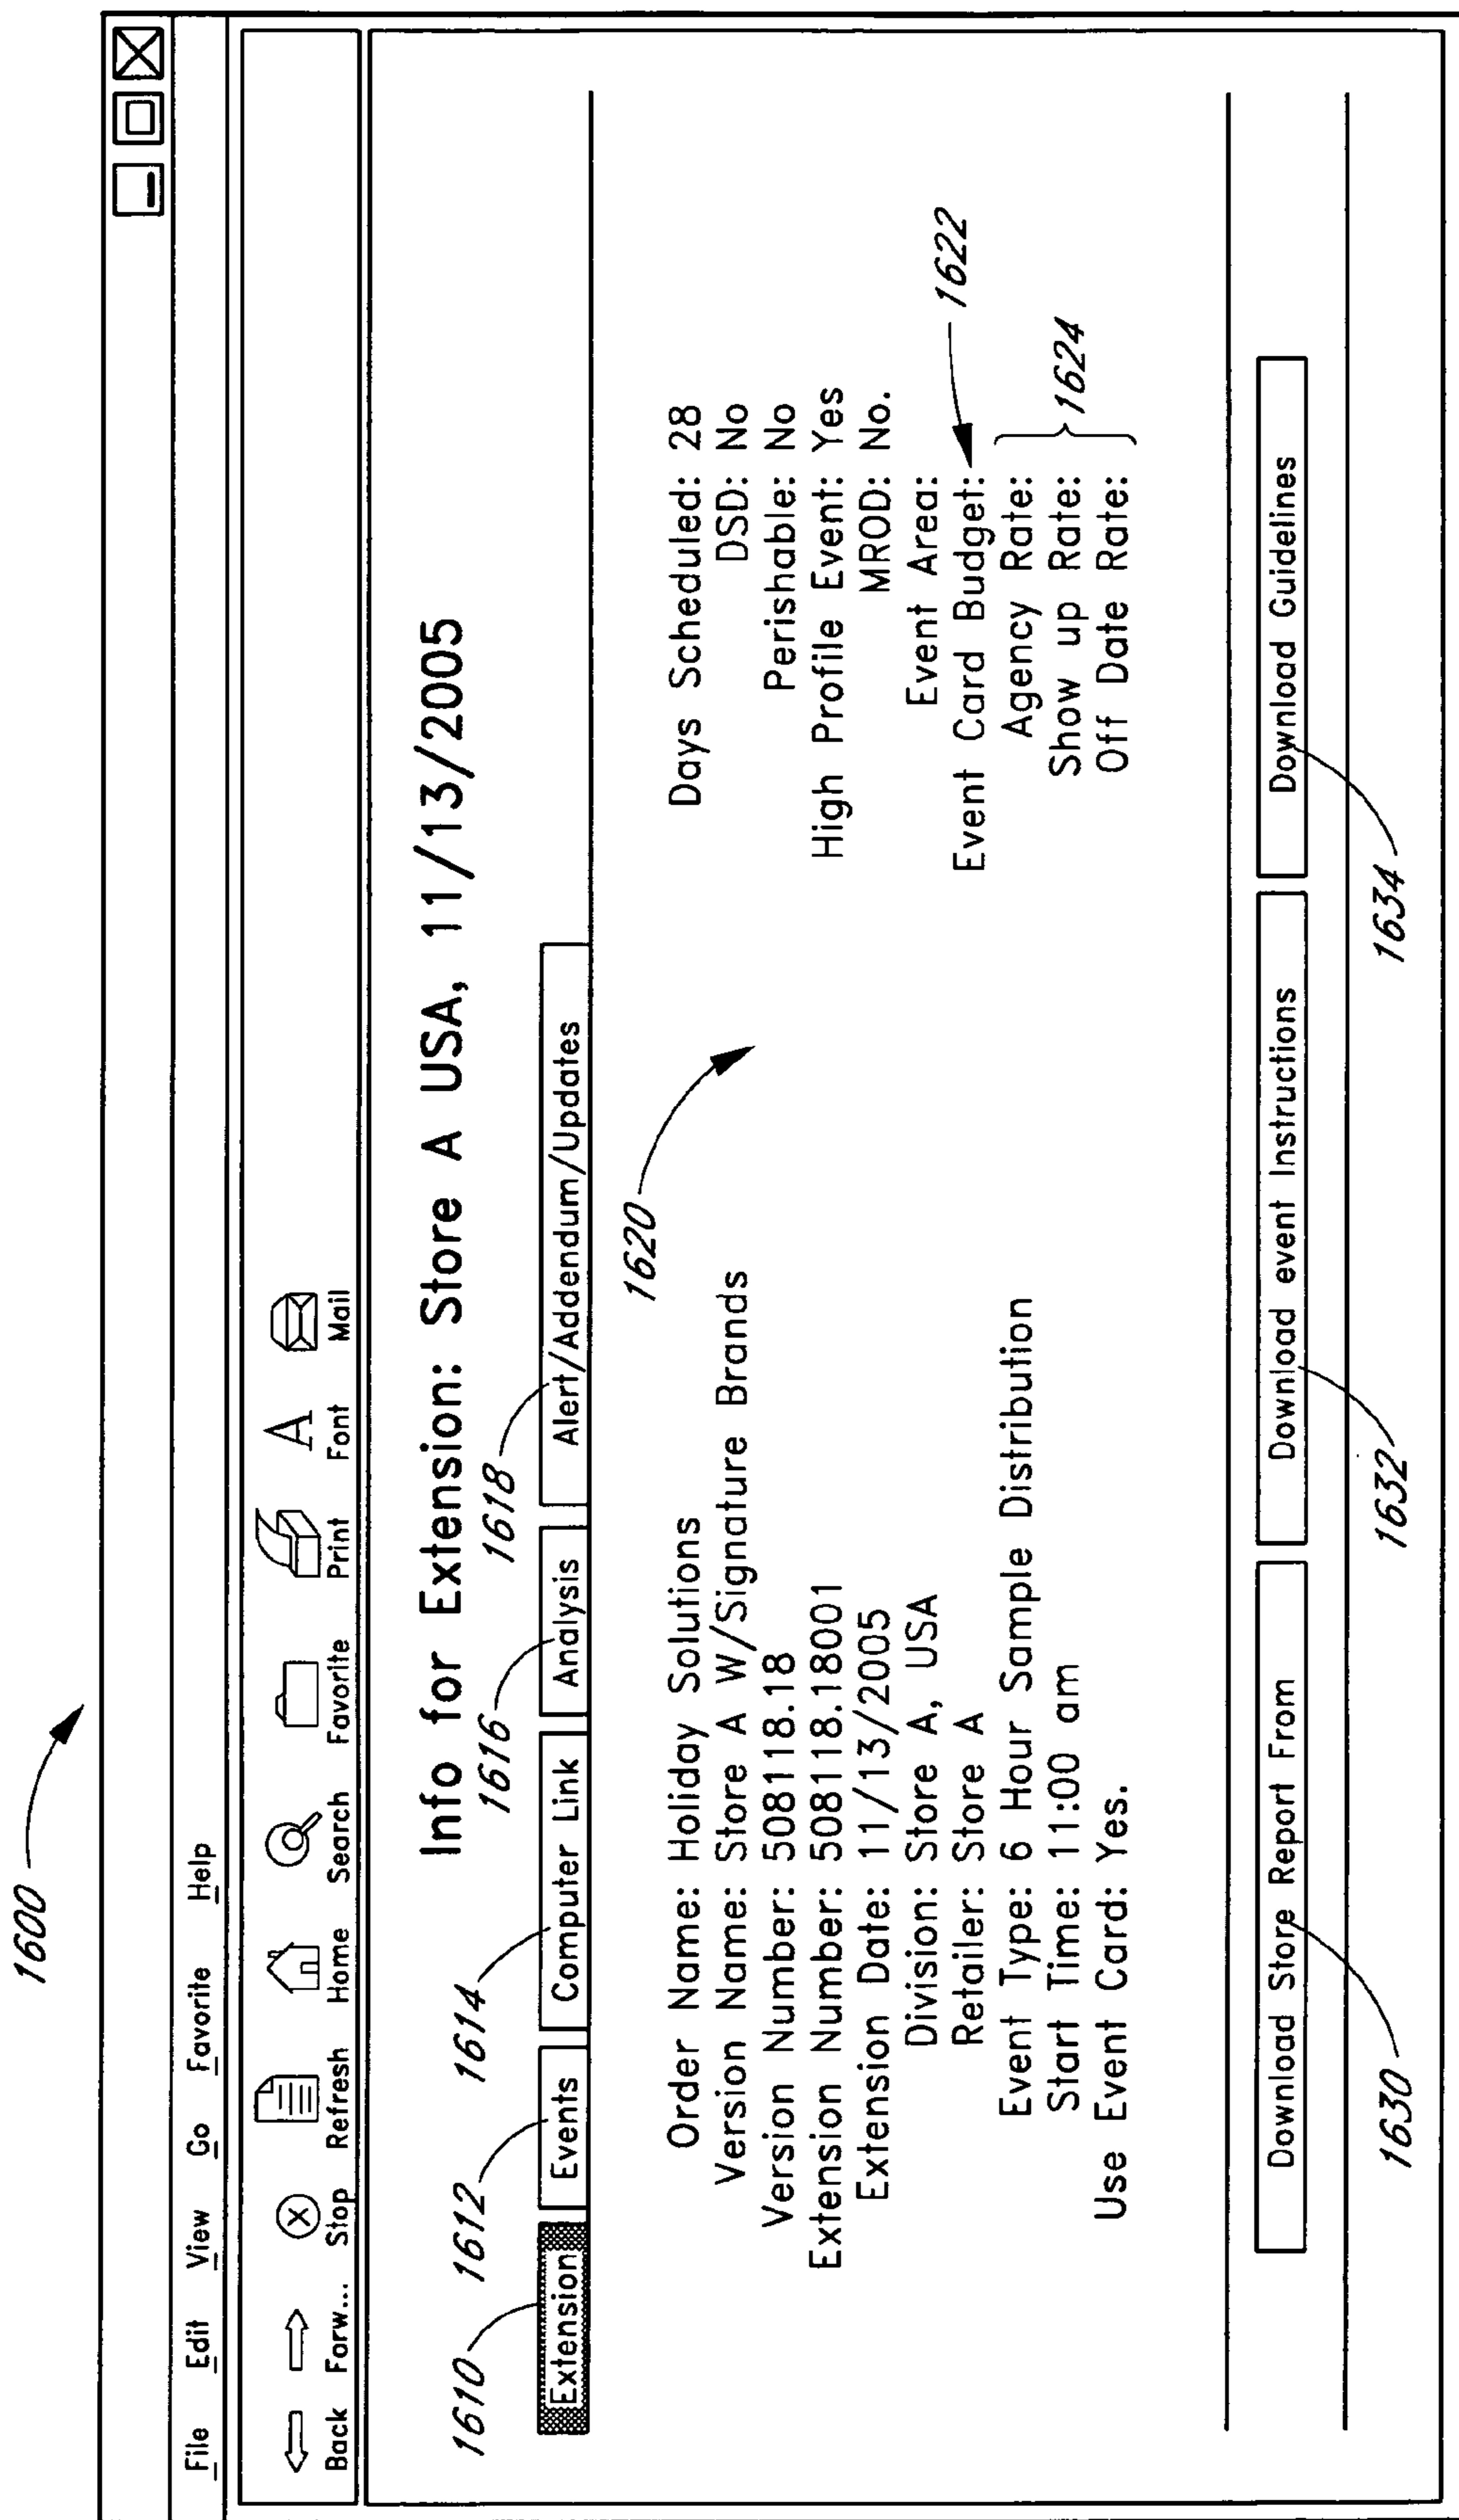 1600
File Edit View Go Favorite Help
Back Forw... Stop Refresh Home Search Favorite Print Font Mail
Info for Extension: Store A USA, 11/13/2005
1610 1612 1614 1616 1618
Extension Events Computer Link Analysis Alert/Addendum/Updates
1620
Order Name: Holiday Solutions
Version Name: Store A W/Signature Brands
Version Number: 508118.18
Extension Number: 508118.18001
Extension Date: 11/13/2005
Division: Store A, USA
Retailer: Store A
Event Type: 6 Hour Sample Distribution
Start Time: 11:00 am
Use Event Card: Yes.
Days Scheduled: 28
DSD: No
Perishable: No
High Profile Event: Yes
MROD: No.
Event Area:
Event Card Budget:
1622
Agency Rate:
Show up Rate:
Off Date Rate:
1624
Download Store Report From Download event Instructions Download Guidelines
1630 1632 1634